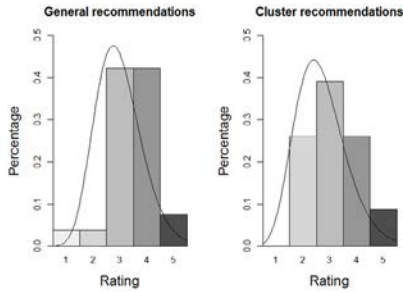 General recommendations
Percentage
0.0 0.1 0.2 0.3 0.4 0.5
1 2 3 4 5
Rating
Cluster recommendations
Percentage
0.0 0.1 0.2 0.3 0.4 0.5
1 2 3 4 5
Rating